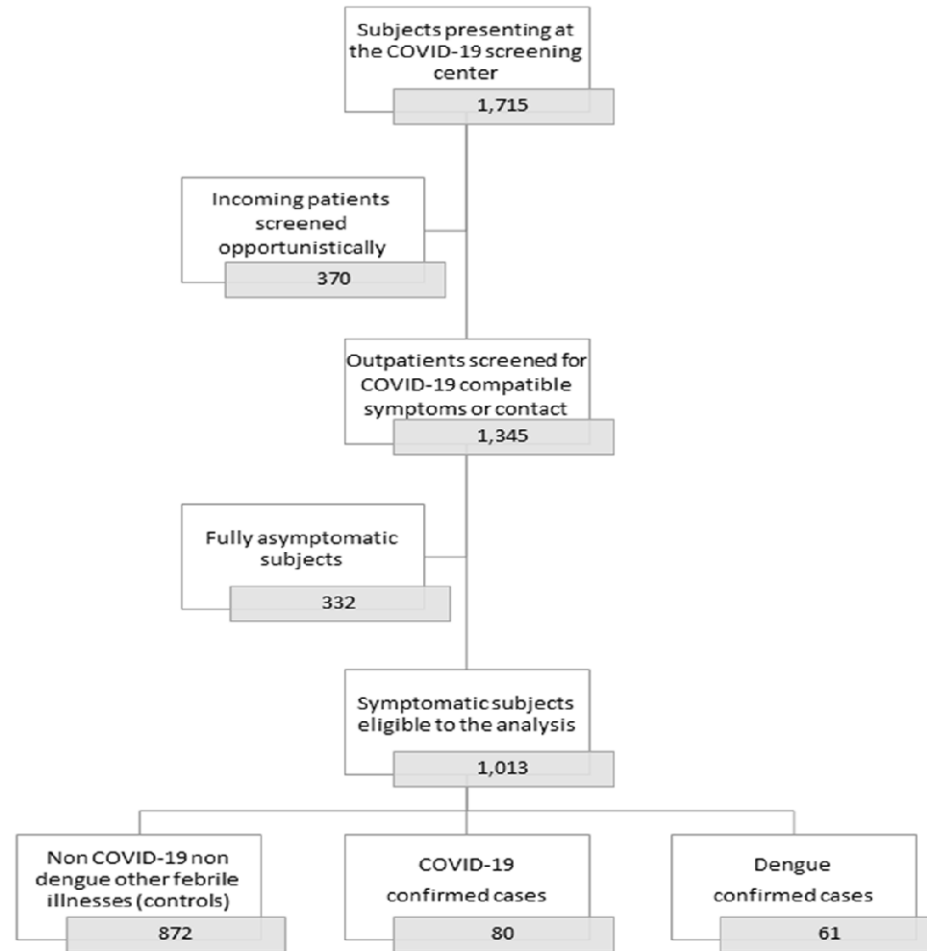 Subjects presenting at
the COVID-19 screening
center
1,715
Incoming patients
screened
opportunistically
370
Outpatients screened for
COVID-19 compatible
symptoms or contact
1,345
Fully asymptomatic
subjects
332
Symptomatic subjects
eligible to the analysis
1,013
Non COVID-19 non
dengue other febrile
illnesses (controls)
872
COVID-19
confirmed cases
80
Dengue
confirmed cases
61